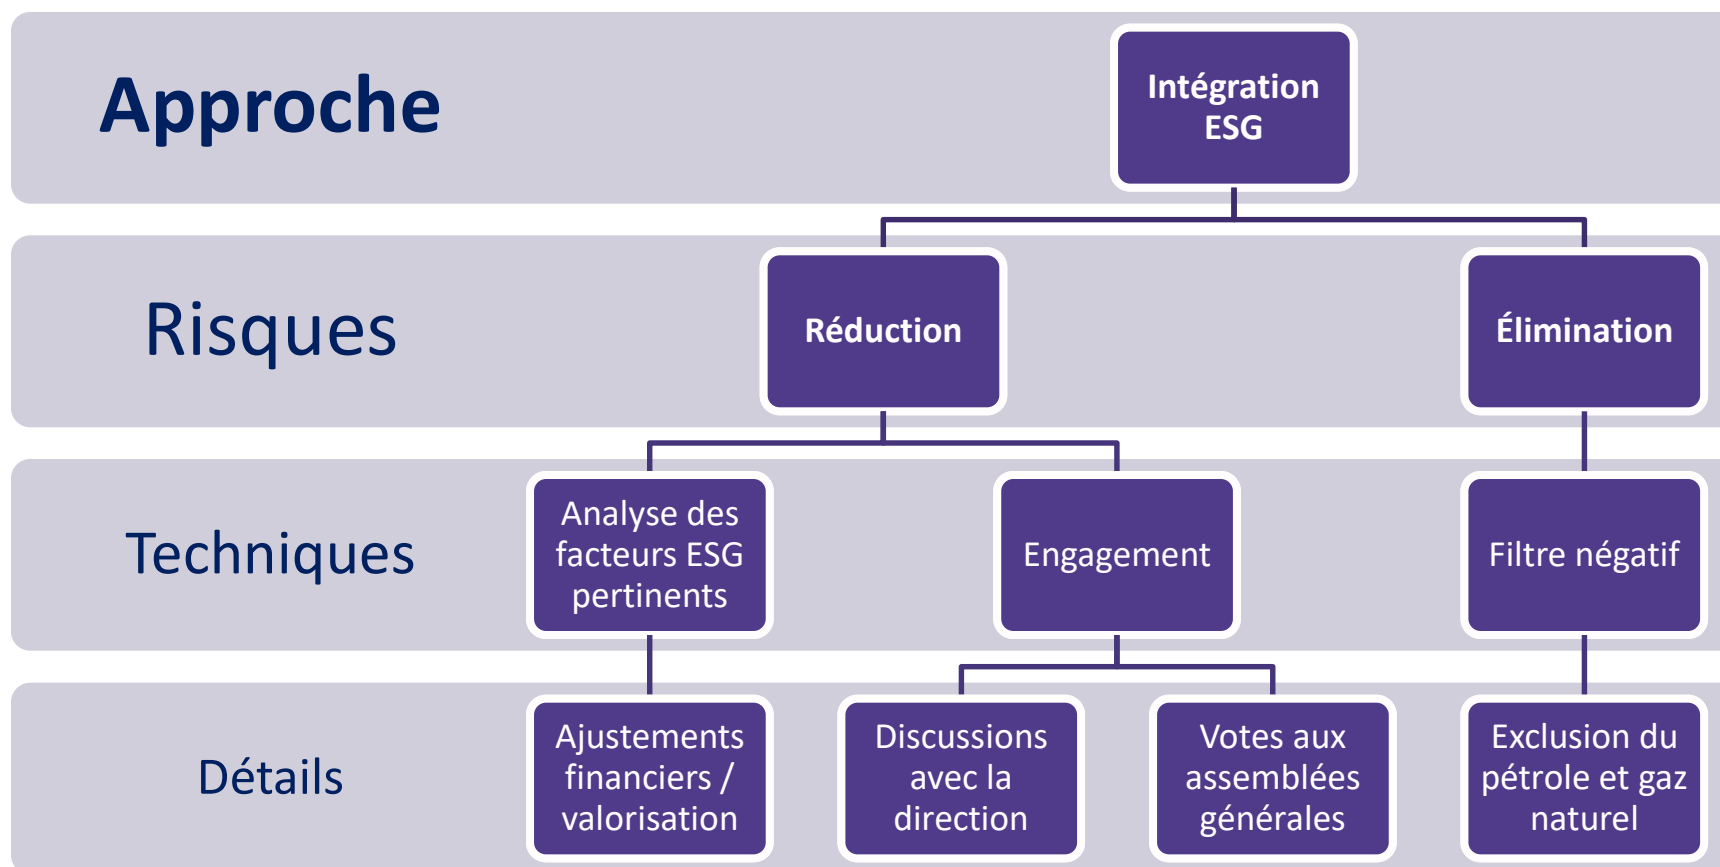 Approche
Intégration
ESG
Risques
Réduction
Élimination
Techniques
Analyse des
facteurs ESG
pertinents
Engagement
Filtre négatif
Détails
Ajustements
financiers /
valorisation
Discussions
avec la
direction
Votes aux
assemblées
générales
Exclusion du
pétrole et gaz
naturel